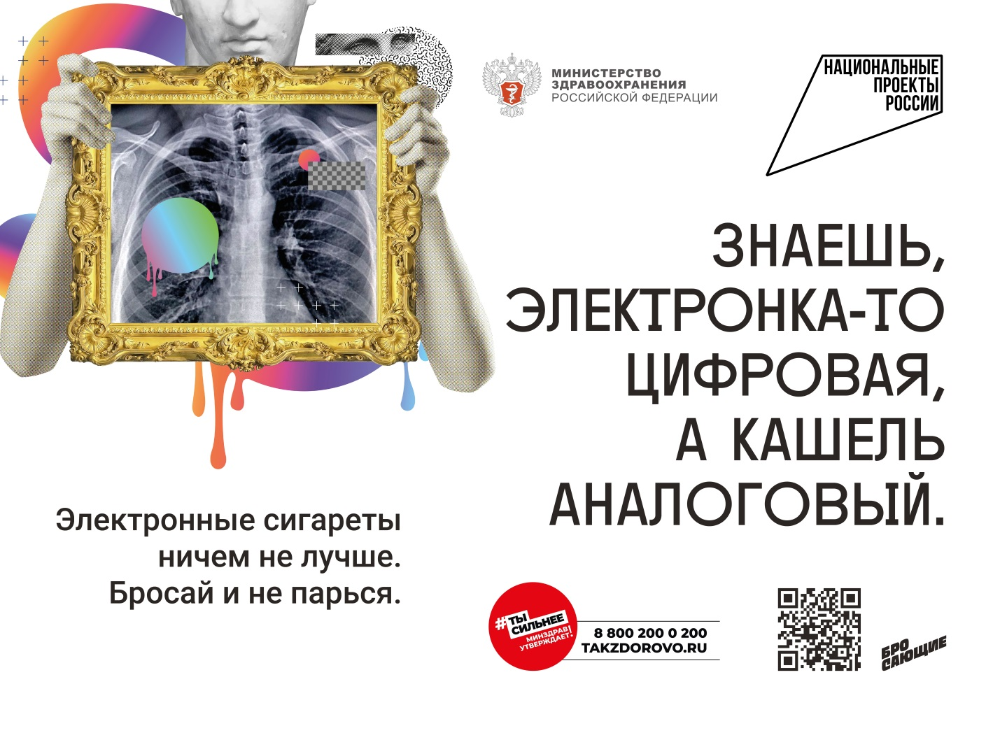 МИНИСТЕРСТВО
ЗДРАВООХРАНЕНИЯ
РОССИЙСКОЙ ФЕДЕРАЦИИ
НАЦИОНАЛЬНЫЕ
ПРОЕКТЫ
РОССИИ
ЗНАЕШЬ,
ЭЛЕКТРОНКА-ТО
ЦИФРОВАЯ,
А КАШЕЛЬ
АНАЛОГОВЫЙ.
Электронные сигареты
ничем не лучше.
Бросай и не парься.
#ТЫ
СИЛЬНЕЕ
МИНЗДРАВ
УТВЕРЖДАЕТ!
8 800 200 0 200
TAKZDOROVO.RU
БРО
САЮЩИЕ